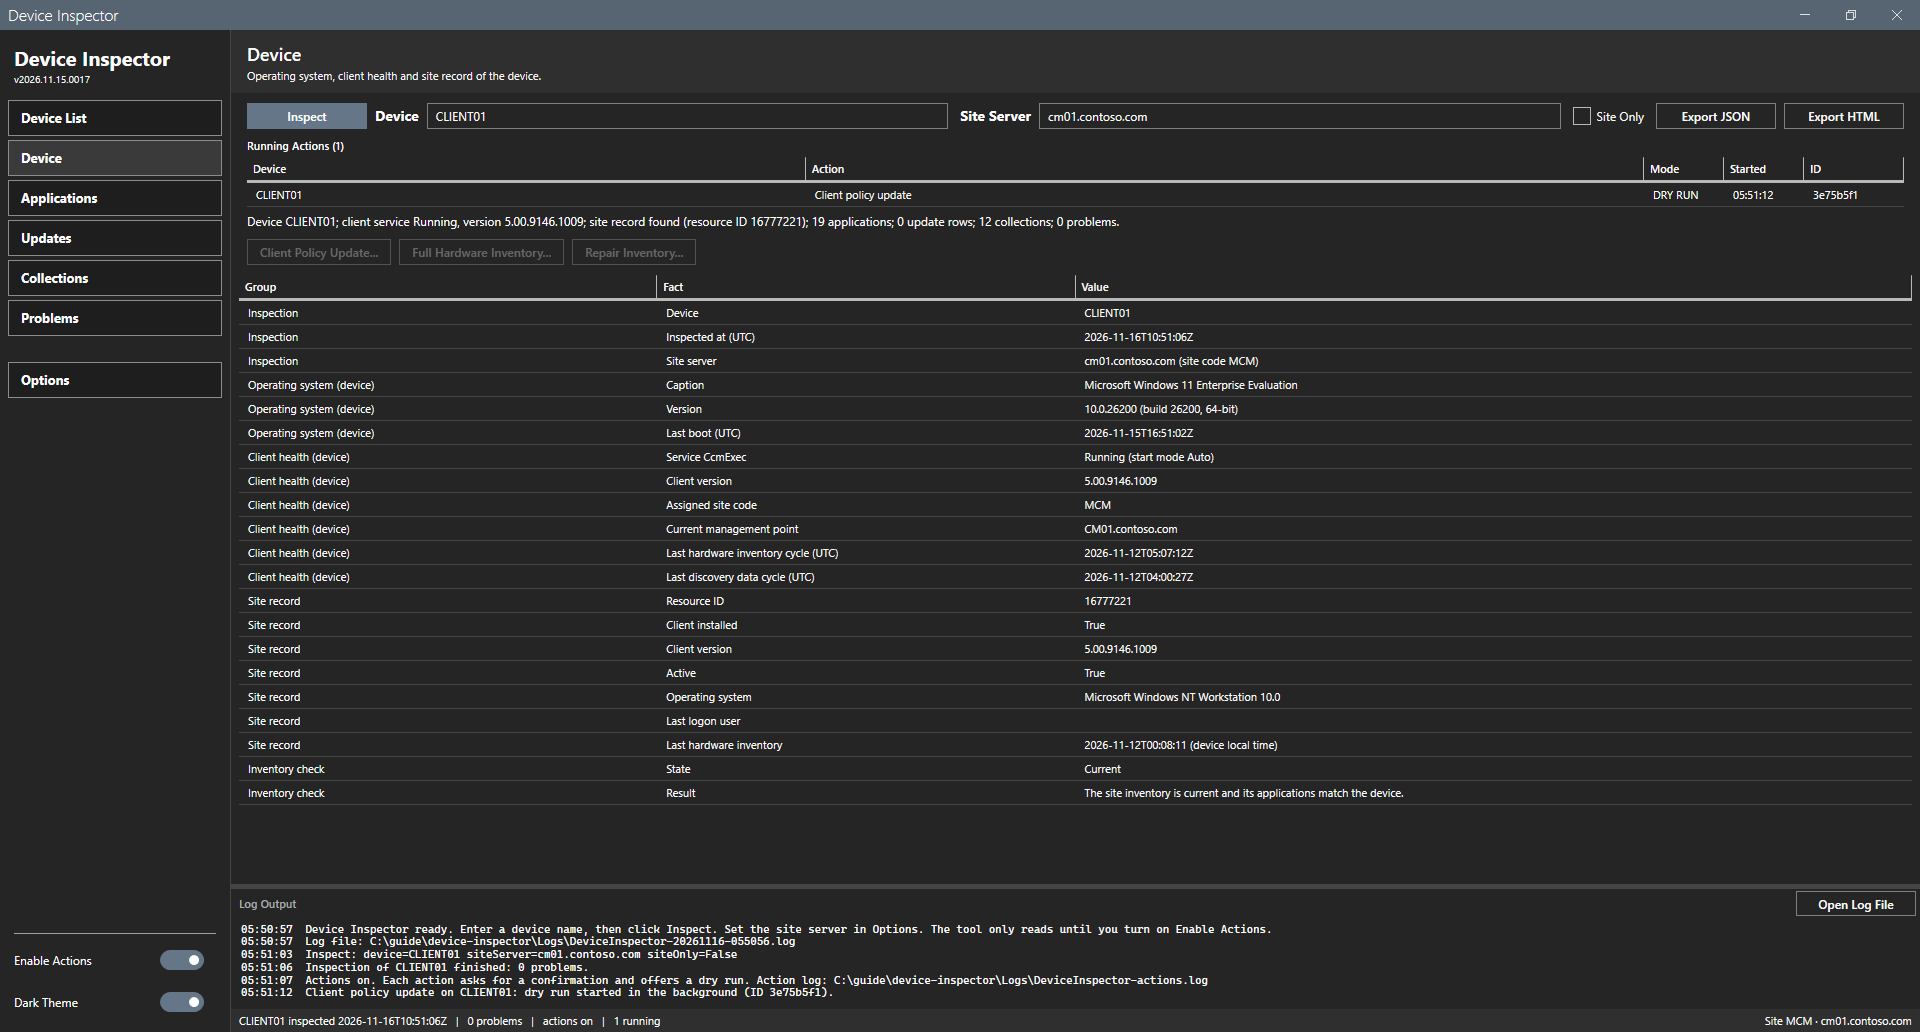 Device Inspector
Device Inspector
v2026.11.15.0017
Device List
Device
Applications
Updates
Collections
Problems
Options
Enable Actions
Dark Theme
Device
Operating system, client health and site record of the device.
Inspect Device CLIENT01 Site Server cm01.contoso.com Site Only Export JSON Export HTML
Running Actions (1)
Device Action Mode Started ID
CLIENT01 Client policy update DRY RUN 05:51:12 3e75b5f1
Device CLIENT01; client service Running, version 5.00.9146.1009; site record found (resource ID 16777221); 19 applications; 0 update rows; 12 collections; 0 problems.
Client Policy Update... Full Hardware Inventory... Repair Inventory...
Group Fact Value
Inspection Device CLIENT01
Inspection Inspected at (UTC) 2026-11-16T10:51:06Z
Inspection Site server cm01.contoso.com (site code MCM)
Operating system (device) Caption Microsoft Windows 11 Enterprise Evaluation
Operating system (device) Version 10.0.26200 (build 26200, 64-bit)
Operating system (device) Last boot (UTC) 2026-11-15T16:51:02Z
Client health (device) Service CcmExec Running (start mode Auto)
Client health (device) Client version 5.00.9146.1009
Client health (device) Assigned site code MCM
Client health (device) Current management point CM01.contoso.com
Client health (device) Last hardware inventory cycle (UTC) 2026-11-12T05:07:12Z
Client health (device) Last discovery data cycle (UTC) 2026-11-12T04:00:27Z
Site record Resource ID 16777221
Site record Client installed True
Site record Client version 5.00.9146.1009
Site record Active True
Site record Operating system Microsoft Windows NT Workstation 10.0
Site record Last logon user
Site record Last hardware inventory 2026-11-12T00:08:11 (device local time)
Inventory check State Current
Inventory check Result The site inventory is current and its applications match the device.
Log Output Open Log File
05:50:57 Device Inspector ready. Enter a device name, then click Inspect. Set the site server in Options. The tool only reads until you turn on Enable Actions.
05:50:57 Log file: C:\guide\device-inspector\Logs\DeviceInspector-20261116-055056.log
05:51:03 Inspect: device=CLIENT01 siteServer=cm01.contoso.com siteOnly=False
05:51:06 Inspection of CLIENT01 finished: 0 problems.
05:51:07 Actions on. Each action asks for a confirmation and offers a dry run. Action log: C:\guide\device-inspector\Logs\DeviceInspector-actions.log
05:51:12 Client policy update on CLIENT01: dry run started in the background (ID 3e75b5f1).
CLIENT01 inspected 2026-11-16T10:51:06Z | 0 problems | actions on | 1 running Site MCM · cm01.contoso.com